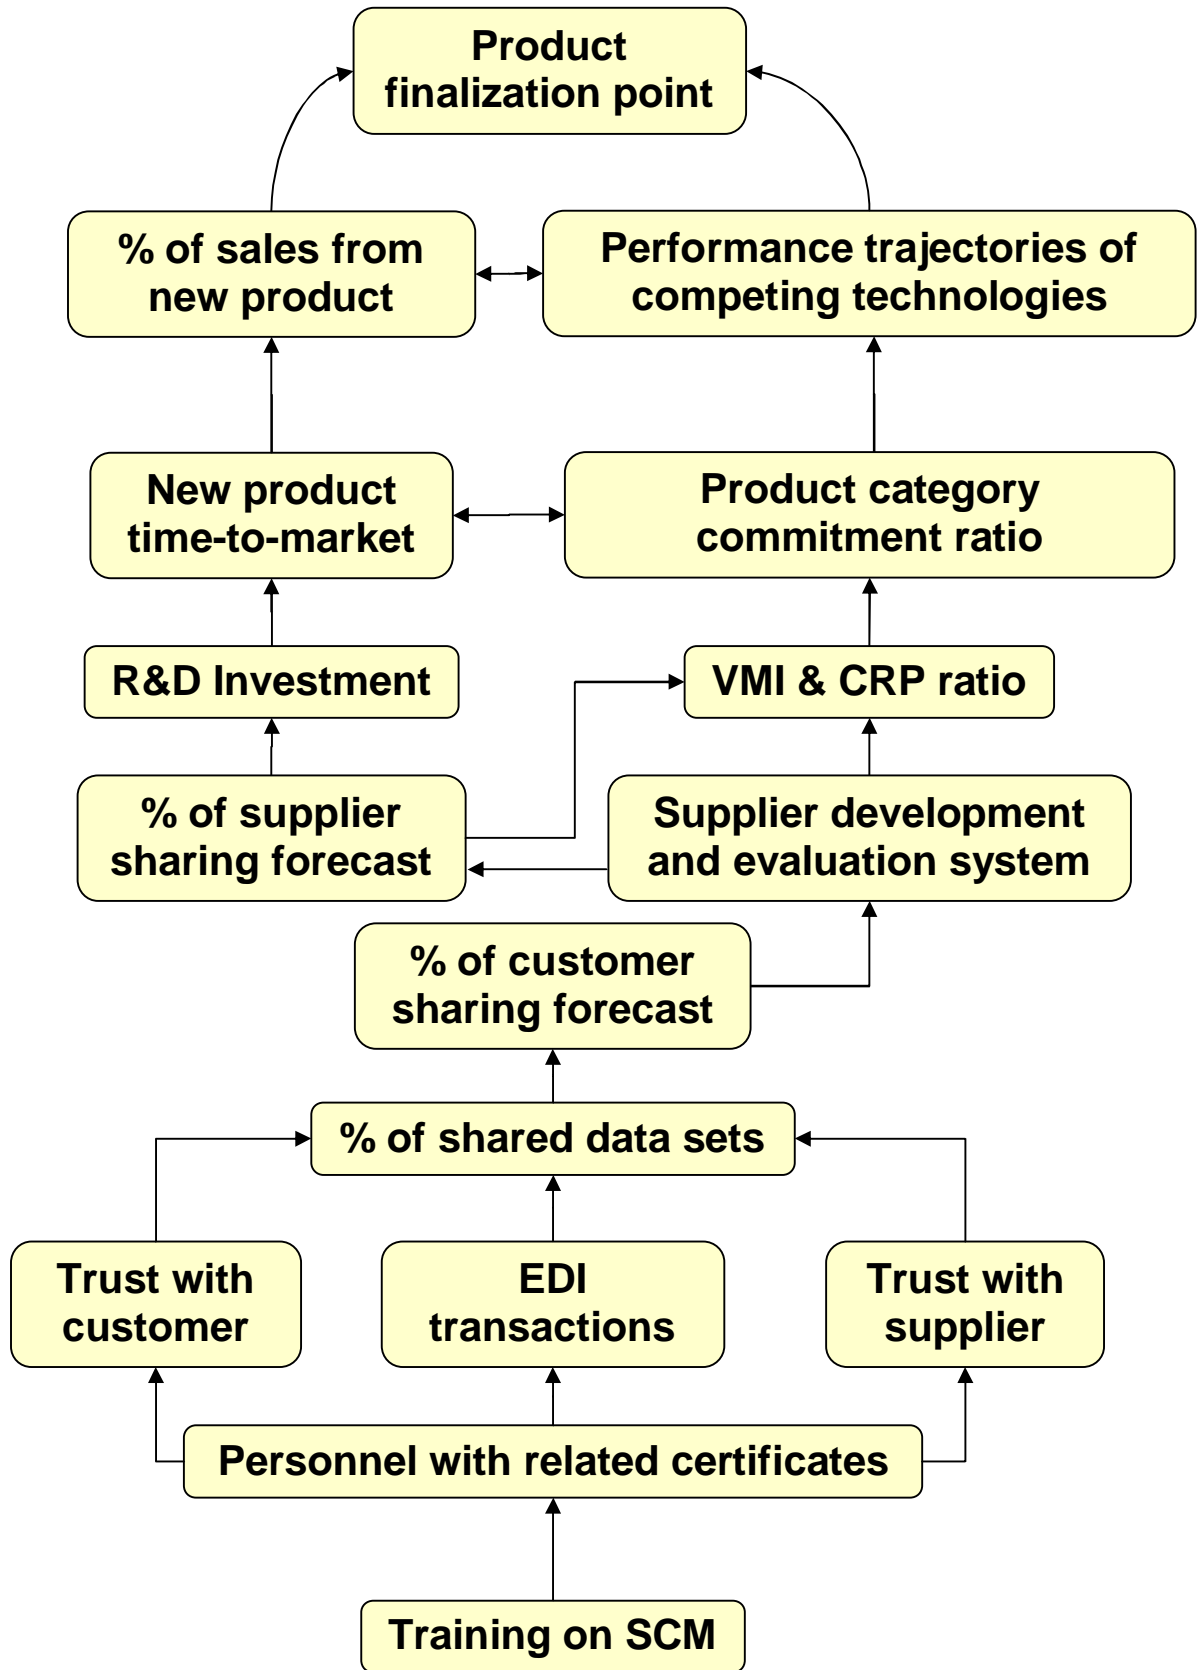 Product
finalization point
% of sales from
new product
Performance trajectories of
competing technologies
New product
time-to-market
Product category
commitment ratio
R&D Investment
VMI & CRP ratio
% of supplier
sharing forecast
Supplier development
and evaluation system
% of customer
sharing forecast
% of shared data sets
Trust with
customer
EDI
transactions
Trust with
supplier
Personnel with related certificates
Training on SCM